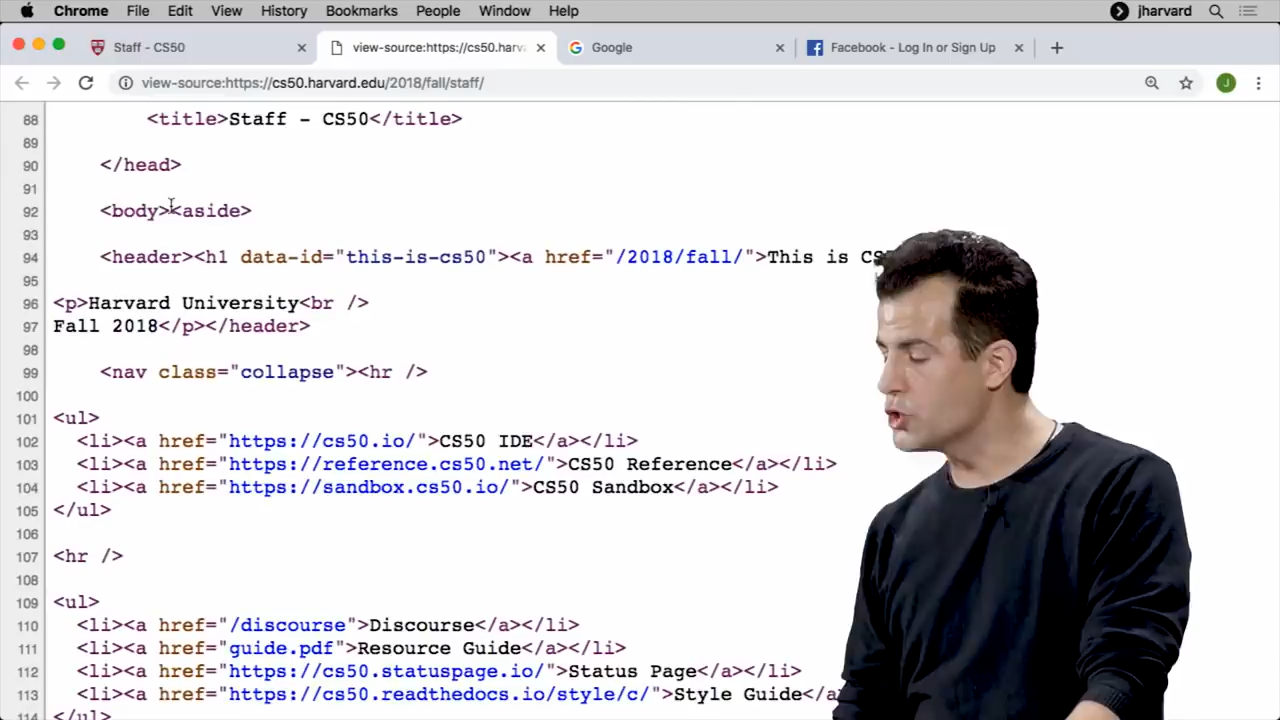 Chrome File Edit View History Bookmarks People Window Help jharvard
Staff - CS50 view-source:https://cs50.harva Google Facebook - Log In or Sign Up
view-source:https://cs50.harvard.edu/2018/fall/staff/ J
88 <title>Staff - CS50</title>
89
90 </head>
91
92 <body><aside>
93
94 <header><h1 data-id="this-is-cs50"><a href="/2018/fall/">This is CS
95
96 <p>Harvard University<br />
97 Fall 2018</p></header>
98
99 <nav class="collapse"><hr />
100
101 <ul>
102 <li><a href="https://cs50.io/">CS50 IDE</a></li>
103 <li><a href="https://reference.cs50.net/">CS50 Reference</a></li>
104 <li><a href="https://sandbox.cs50.io/">CS50 Sandbox</a></li>
105 </ul>
106
107 <hr />
108
109 <ul>
110 <li><a href="/discourse">Discourse</a></li>
111 <li><a href="guide.pdf">Resource Guide</a></li>
112 <li><a href="https://cs50.statuspage.io/">Status Page</a></li>
113 <li><a href="https://cs50.readthedocs.io/style/c/">Style Guide</a
114 </ul>